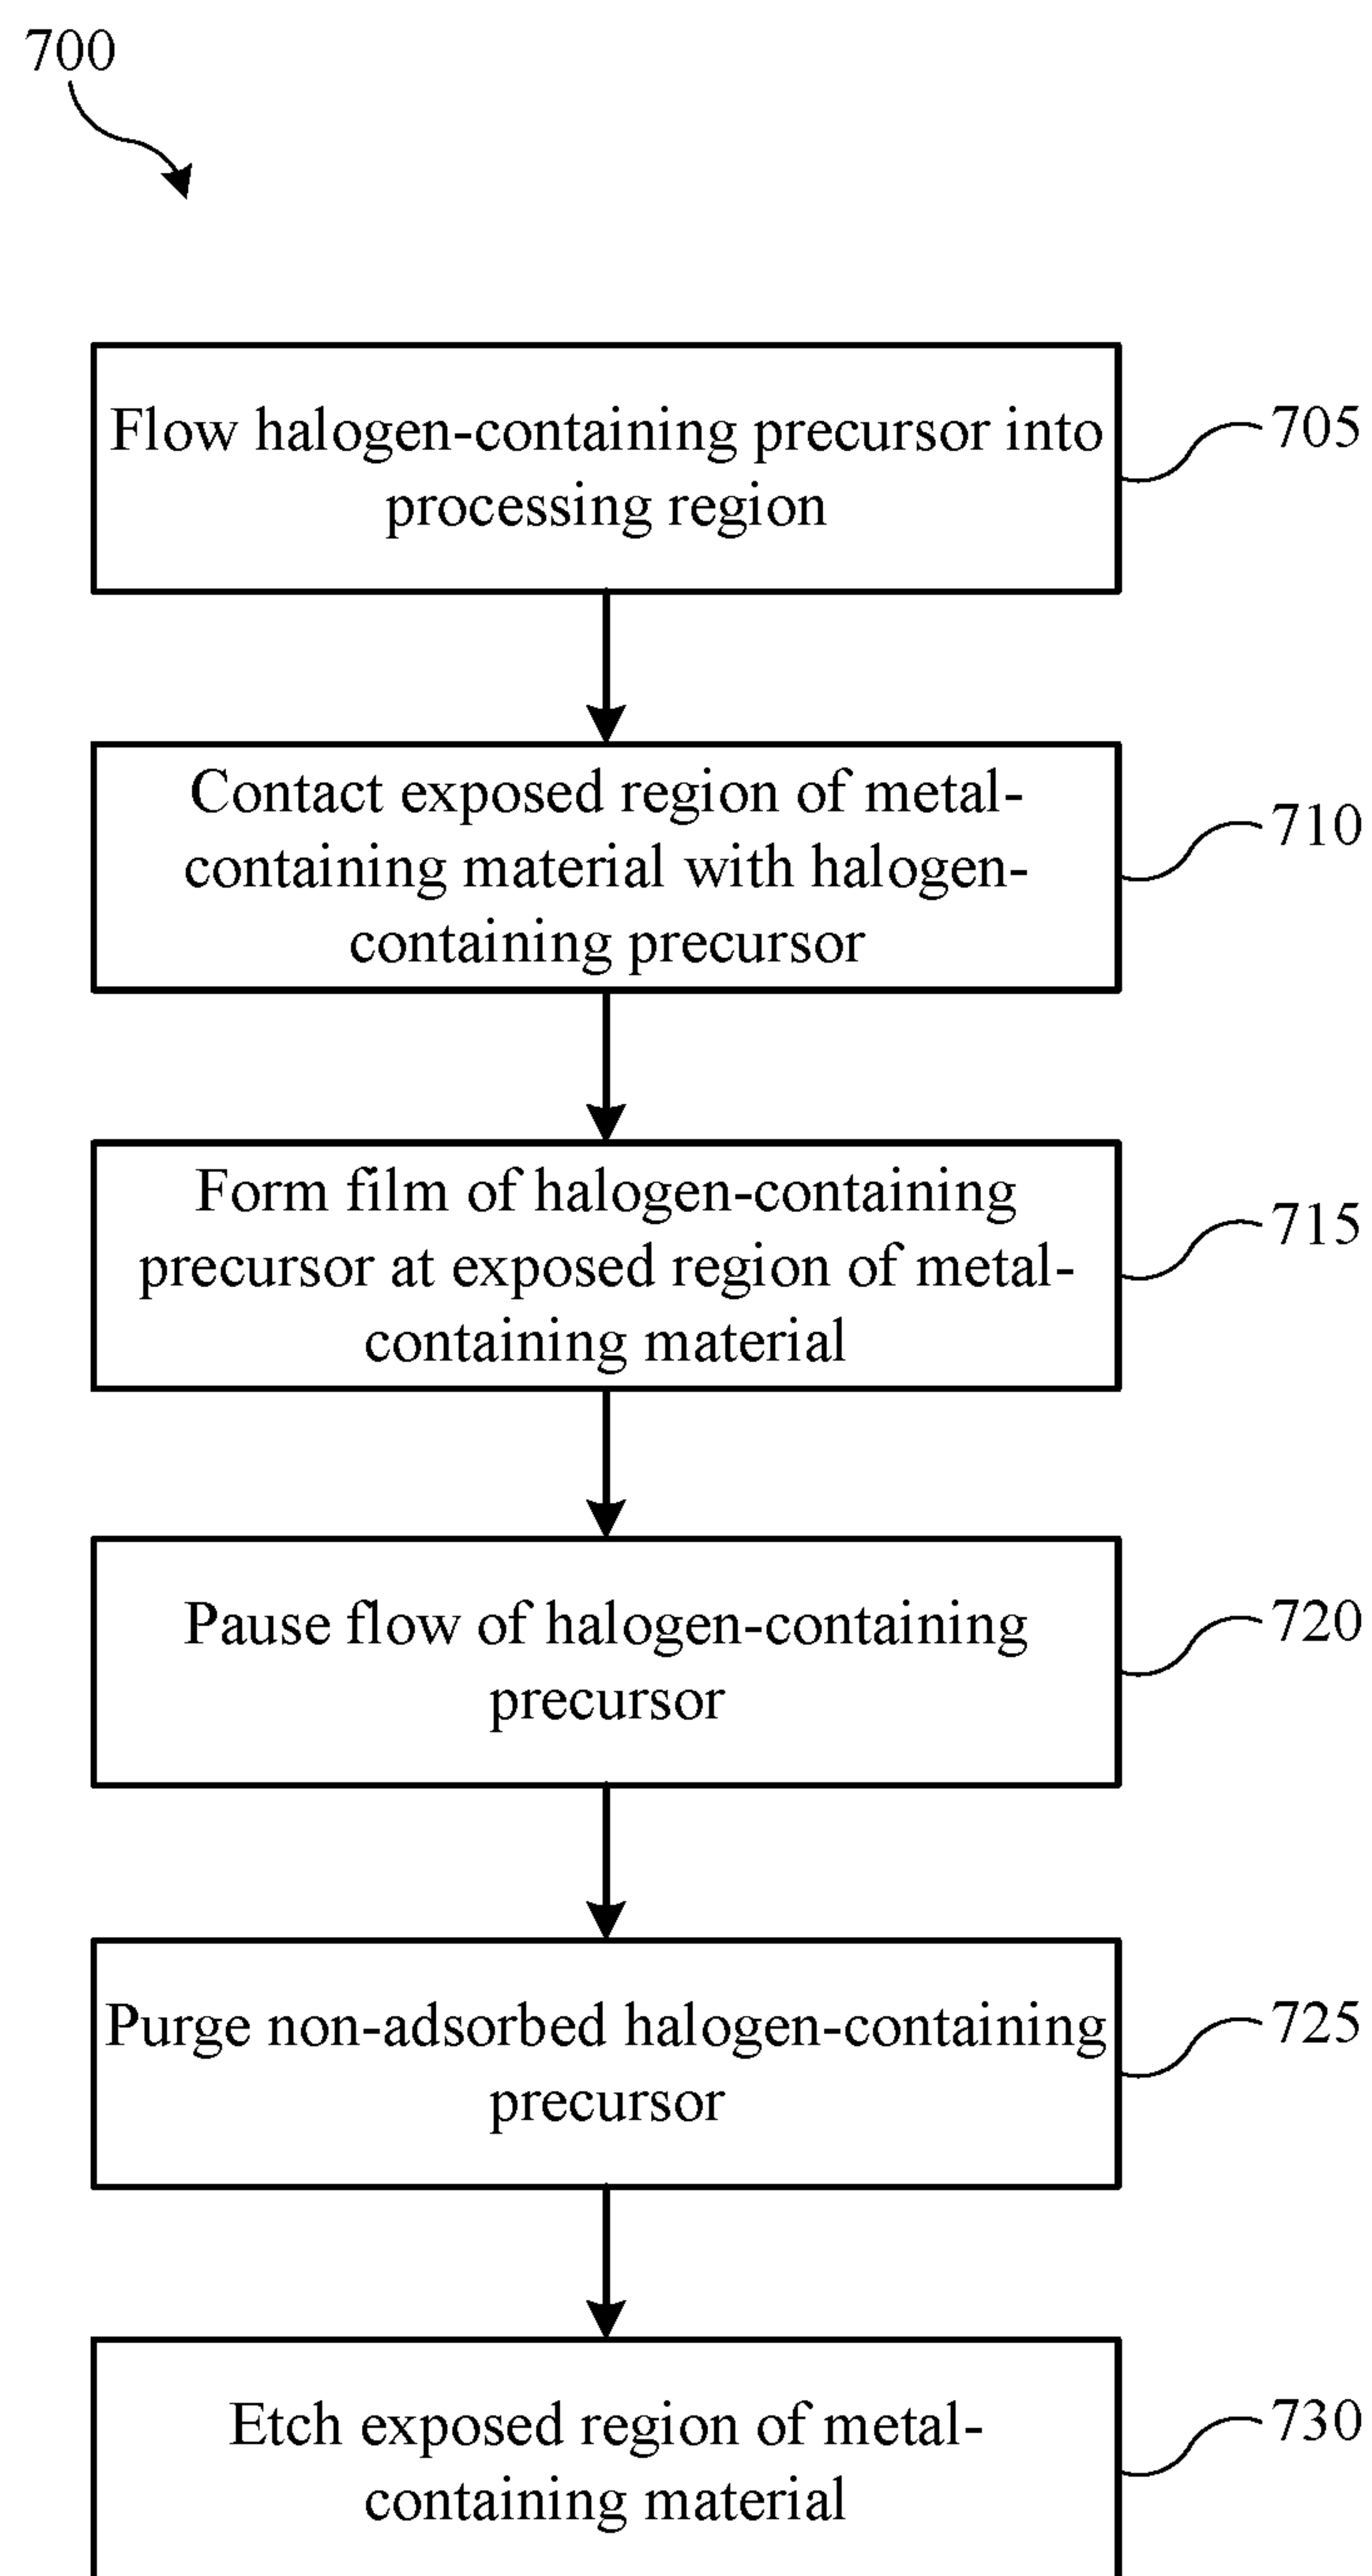 700
Flow halogen-containing precursor into
processing region
705
Contact exposed region of metal-
containing material with halogen-
containing precursor
710
Form film of halogen-containing
precursor at exposed region of metal-
containing material
715
Pause flow of halogen-containing
precursor
720
Purge non-adsorbed halogen-containing
precursor
725
Etch exposed region of metal-
containing material
730